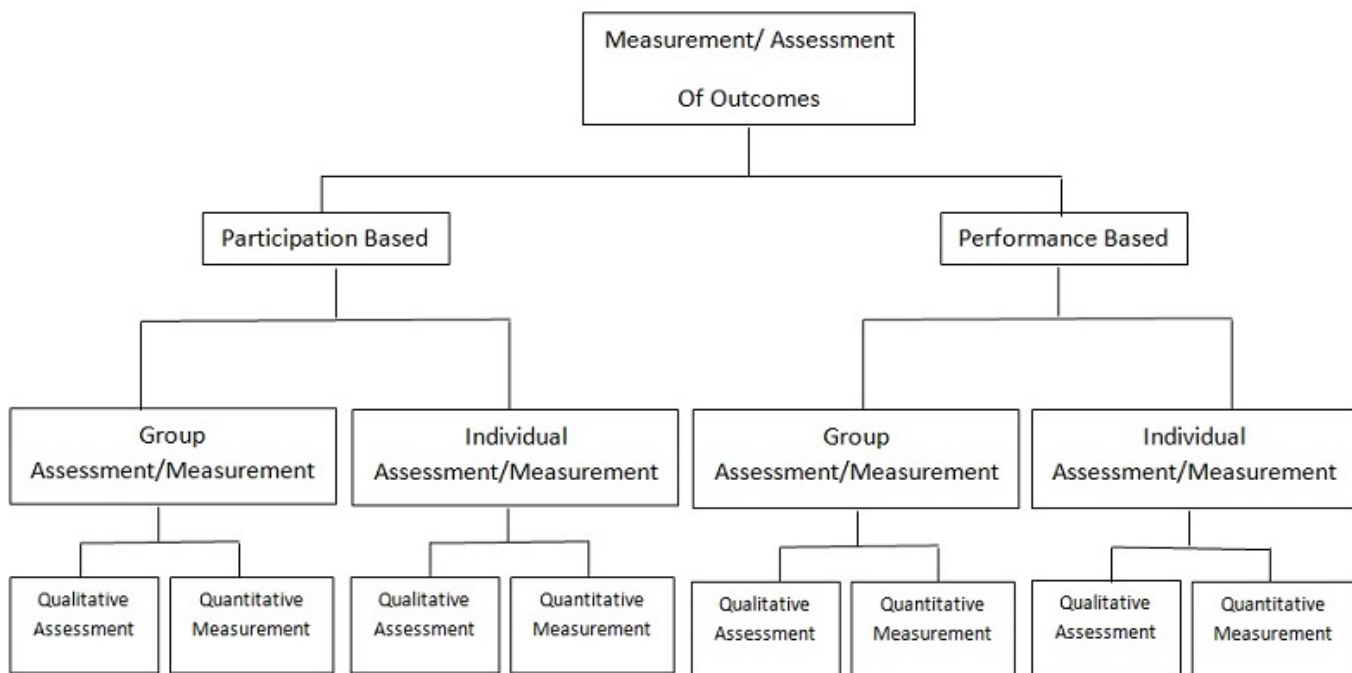 Measurement/ Assessment
Of Outcomes
Participation Based
Performance Based
Group
Assessment/Measurement
Individual
Assessment/Measurement
Group
Assessment/Measurement
Individual
Assessment/Measurement
Qualitative
Assessment
Quantitative
Measurement
Qualitative
Assessment
Quantitative
Measurement
Qualitative
Assessment
Quantitative
Measurement
Qualitative
Assessment
Quantitative
Measurement